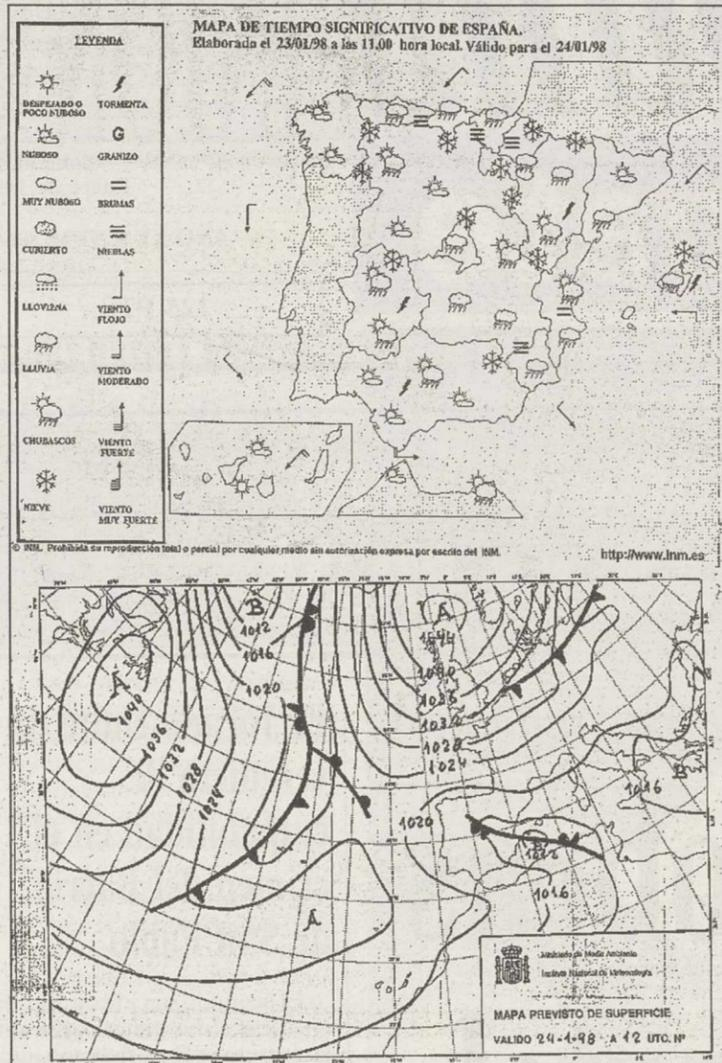 MAPA DE TIEMPO SIGNIFICATIVO DE ESPAÑA.
Elaborado el 23/01/98 a las 11,00 hora local. Válido para el 24/01/98
LEYENDA
DESPEJADO O
POCO NUBOSO
TORMENTA
NUBOSO
G
GRANIZO
MUY NUBOSO
BRUMAS
CUBIERTO
NIEBLAS
LLOVIZNA
VIENTO
FLOJO
LLUVIA
VIENTO
MODERADO
CHUBASCOS
VIENTO
FUERTE
NIEVE
VIENTO
MUY FUERTE
© INM. Prohibida su reproducción total o parcial por cualquier medio sin autorización expresa por escrito del INM.
http://www.inm.es
B
1012
1016
1020
A
1044
1040
1036
1032
1028
1024
A
1040
1036
1032
1028
1024
B
1016
1020
B
1012
1016
A
Ministerio de Medio Ambiente
Instituto Nacional de Meteorología
MAPA PREVISTO DE SUPERFICIE
VALIDO 24-1-98 A 12 UTC. Nº